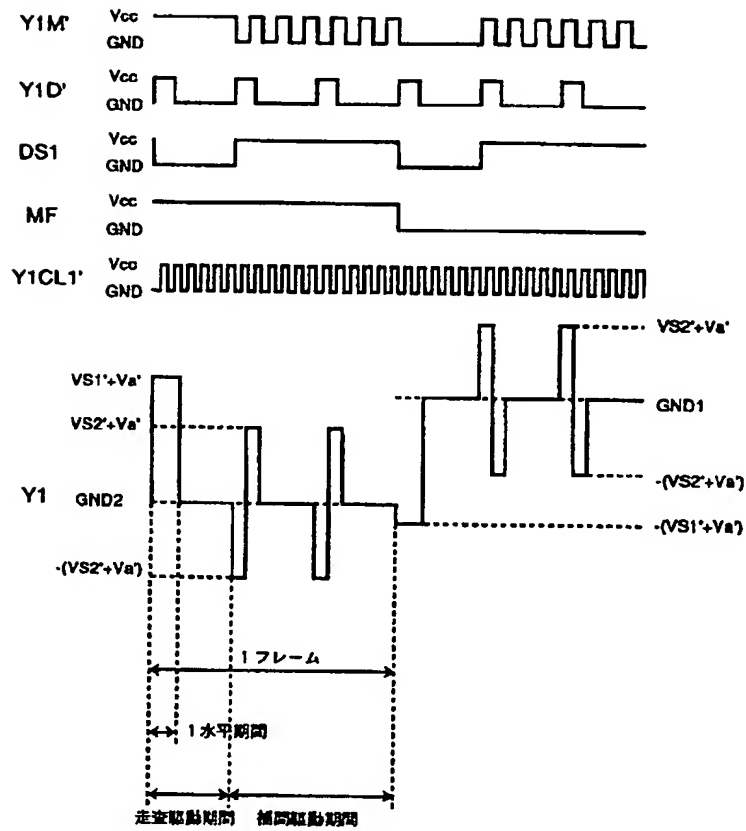 Y1M'
Vcc
GND
Y1D'
Vcc
GND
DS1
Vcc
GND
MF
Vcc
GND
Y1CL1'
Vcc
GND
VS1'+Va'
VS2'+Va'
Y1
GND2
-(VS2'+Va')
VS2'+Va'
GND1
-(VS2'+Va')
-(VS1'+Va')
1フレーム
1水平期間
走査駆動期間
補間駆動期間